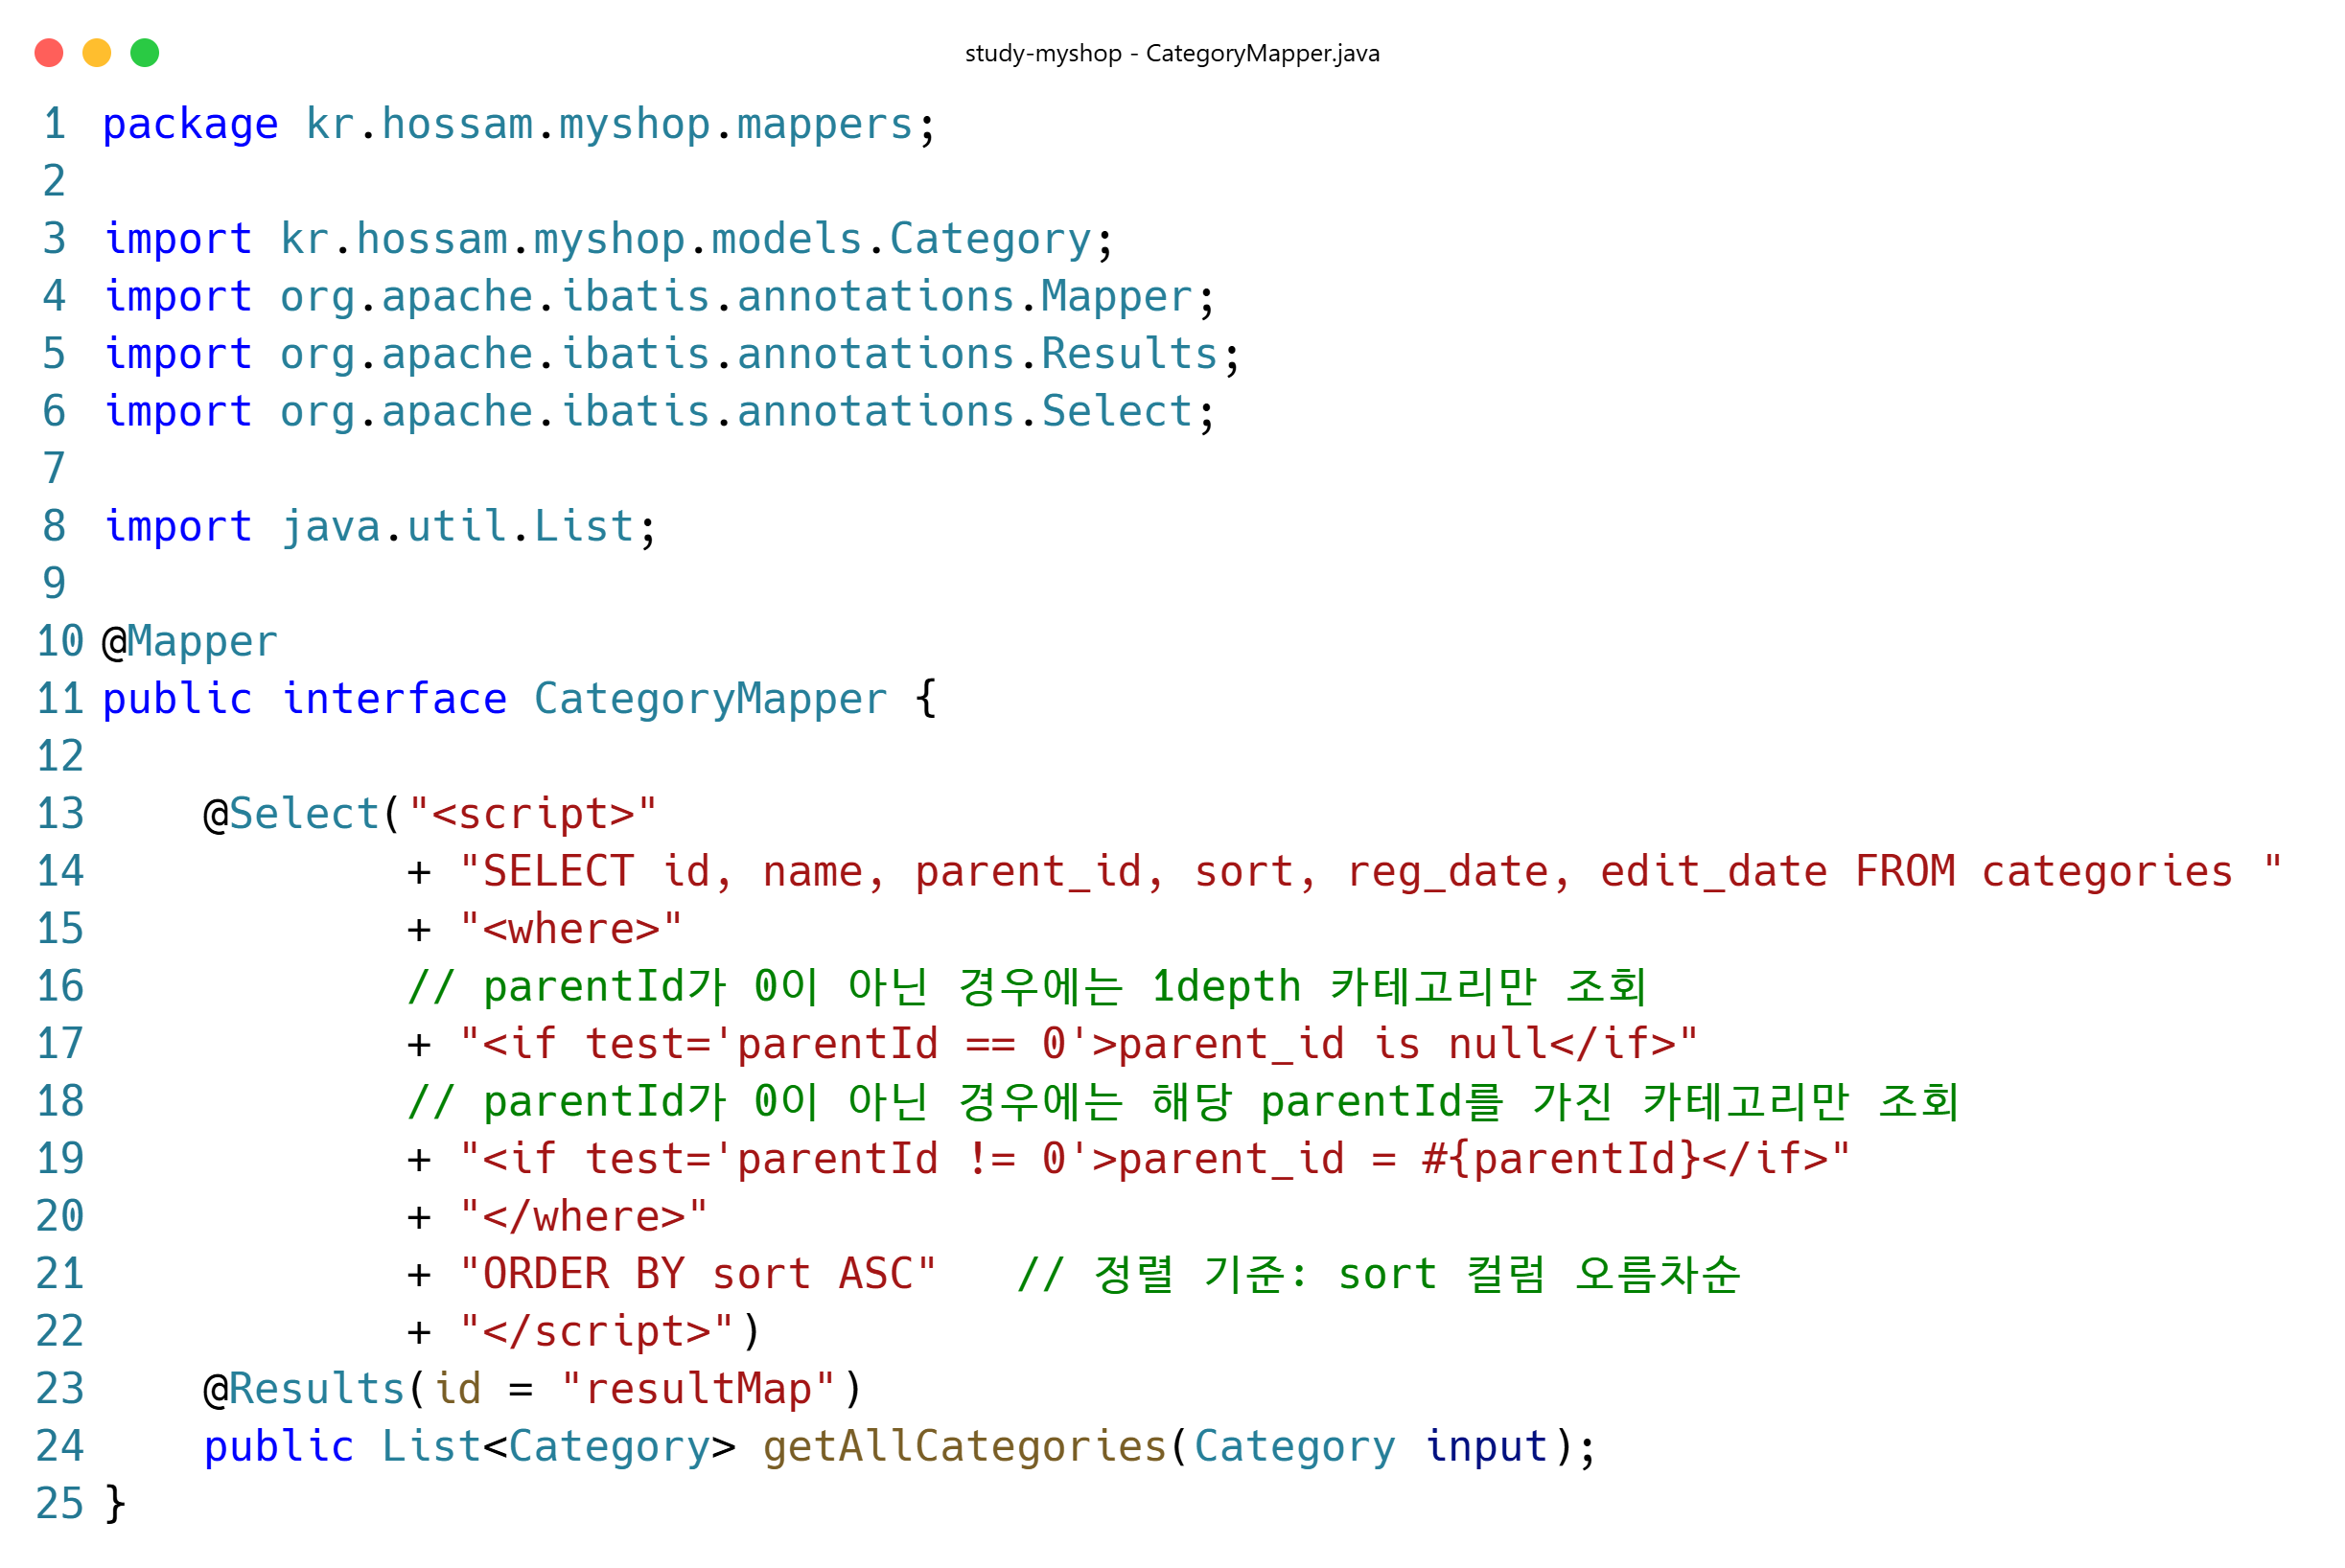 study-myshop - CategoryMapper.java
1 package kr.hossam.myshop.mappers;
2
3 import kr.hossam.myshop.models.Category;
4 import org.apache.ibatis.annotations.Mapper;
5 import org.apache.ibatis.annotations.Results;
6 import org.apache.ibatis.annotations.Select;
7
8 import java.util.List;
9
10 @Mapper
11 public interface CategoryMapper {
12
13     @Select("<script>"
14             + "SELECT id, name, parent_id, sort, reg_date, edit_date FROM categories "
15             + "<where>"
16             // parentId가 0이 아닌 경우에는 1depth 카테고리만 조회
17             + "<if test='parentId == 0'>parent_id is null</if>"
18             // parentId가 0이 아닌 경우에는 해당 parentId를 가진 카테고리만 조회
19             + "<if test='parentId != 0'>parent_id = #{parentId}</if>"
20             + "</where>"
21             + "ORDER BY sort ASC"   // 정렬 기준: sort 컬럼 오름차순
22             + "</script>")
23     @Results(id = "resultMap")
24     public List<Category> getAllCategories(Category input);
25 }